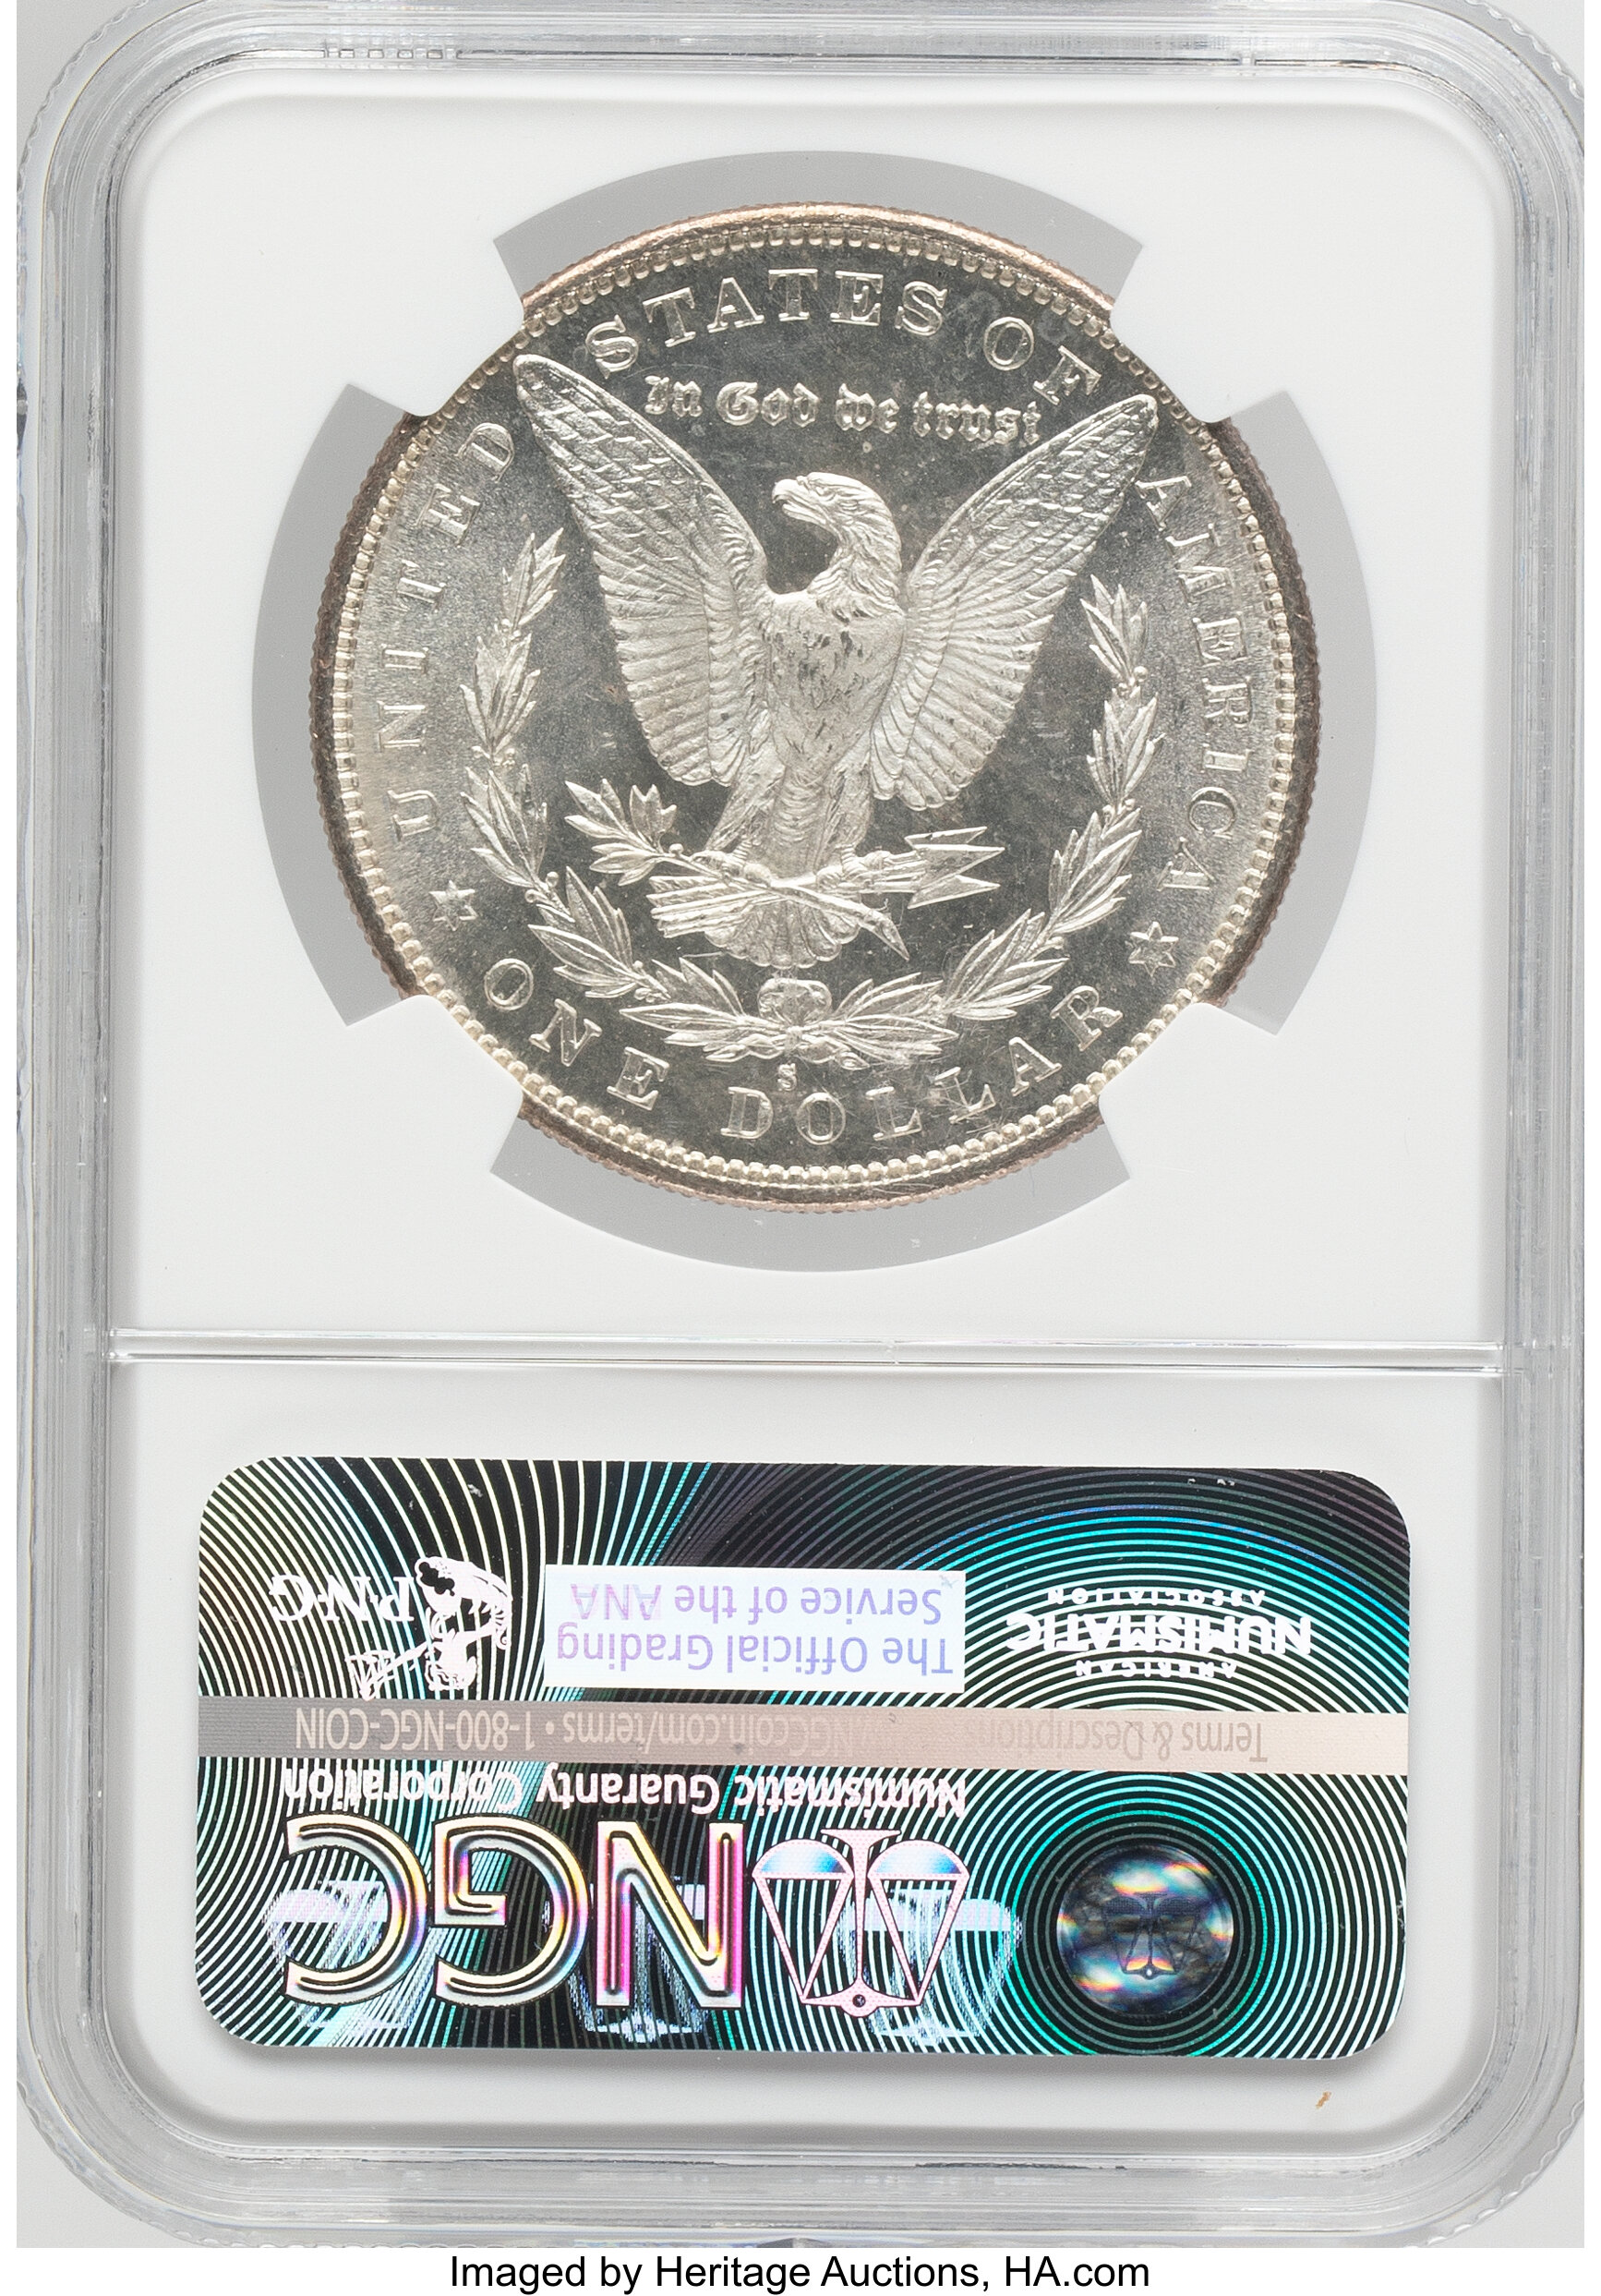 UNITED STATES OF AMERICA
In God we trust
S
ONE DOLLAR
P·N·G
The Official Grading
Service of the ANA
AMERICAN
NUMISMATIC
ASSOCIATION
Terms & Descriptions NGCcoin.com/terms • 1-800-NGC-COIN
Numismatic Guaranty Corporation
NGC
Imaged by Heritage Auctions, HA.com